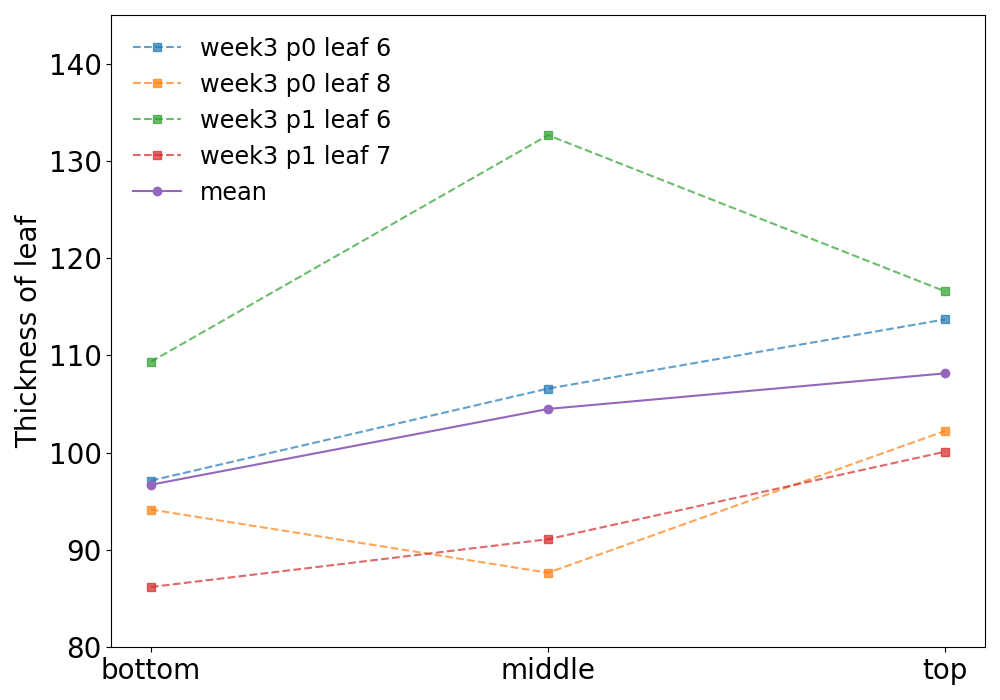 week3 p0 leaf 6
week3 p0 leaf 8
week3 p1 leaf 6
week3 p1 leaf 7
mean
Thickness of leaf
140
130
120
110
100
90
80
bottom middle top